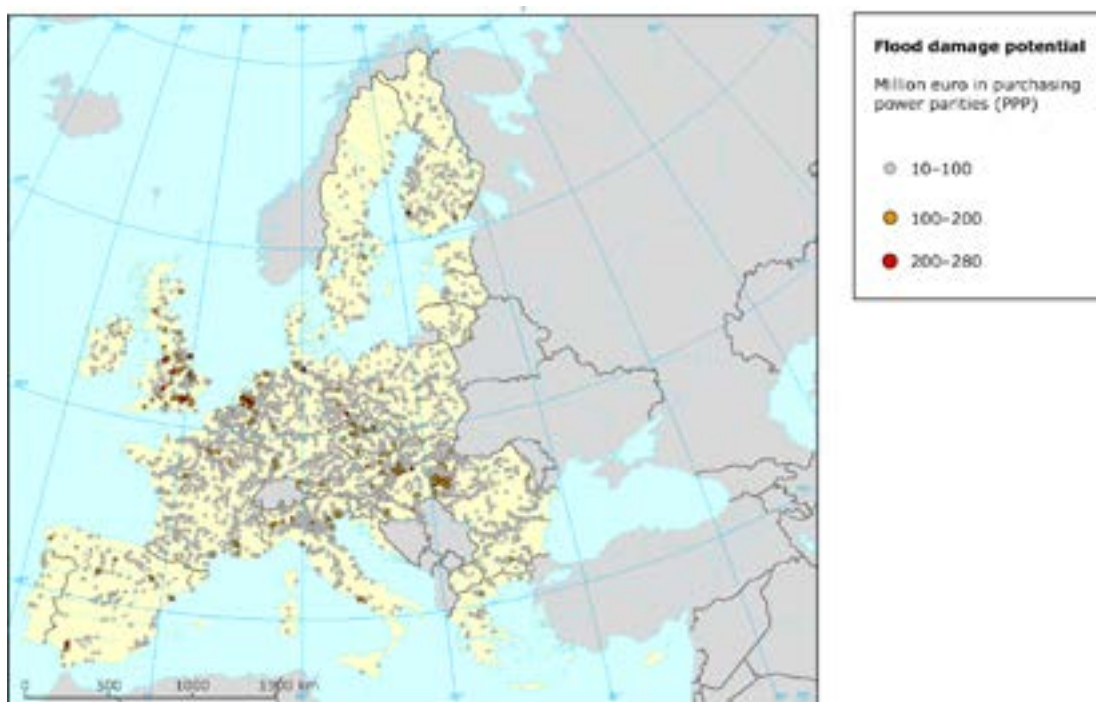 Flood damage potential
Million euro in purchasing
power parities (PPP)
10–100
100–200
200–280
0 500 1000 1500 km